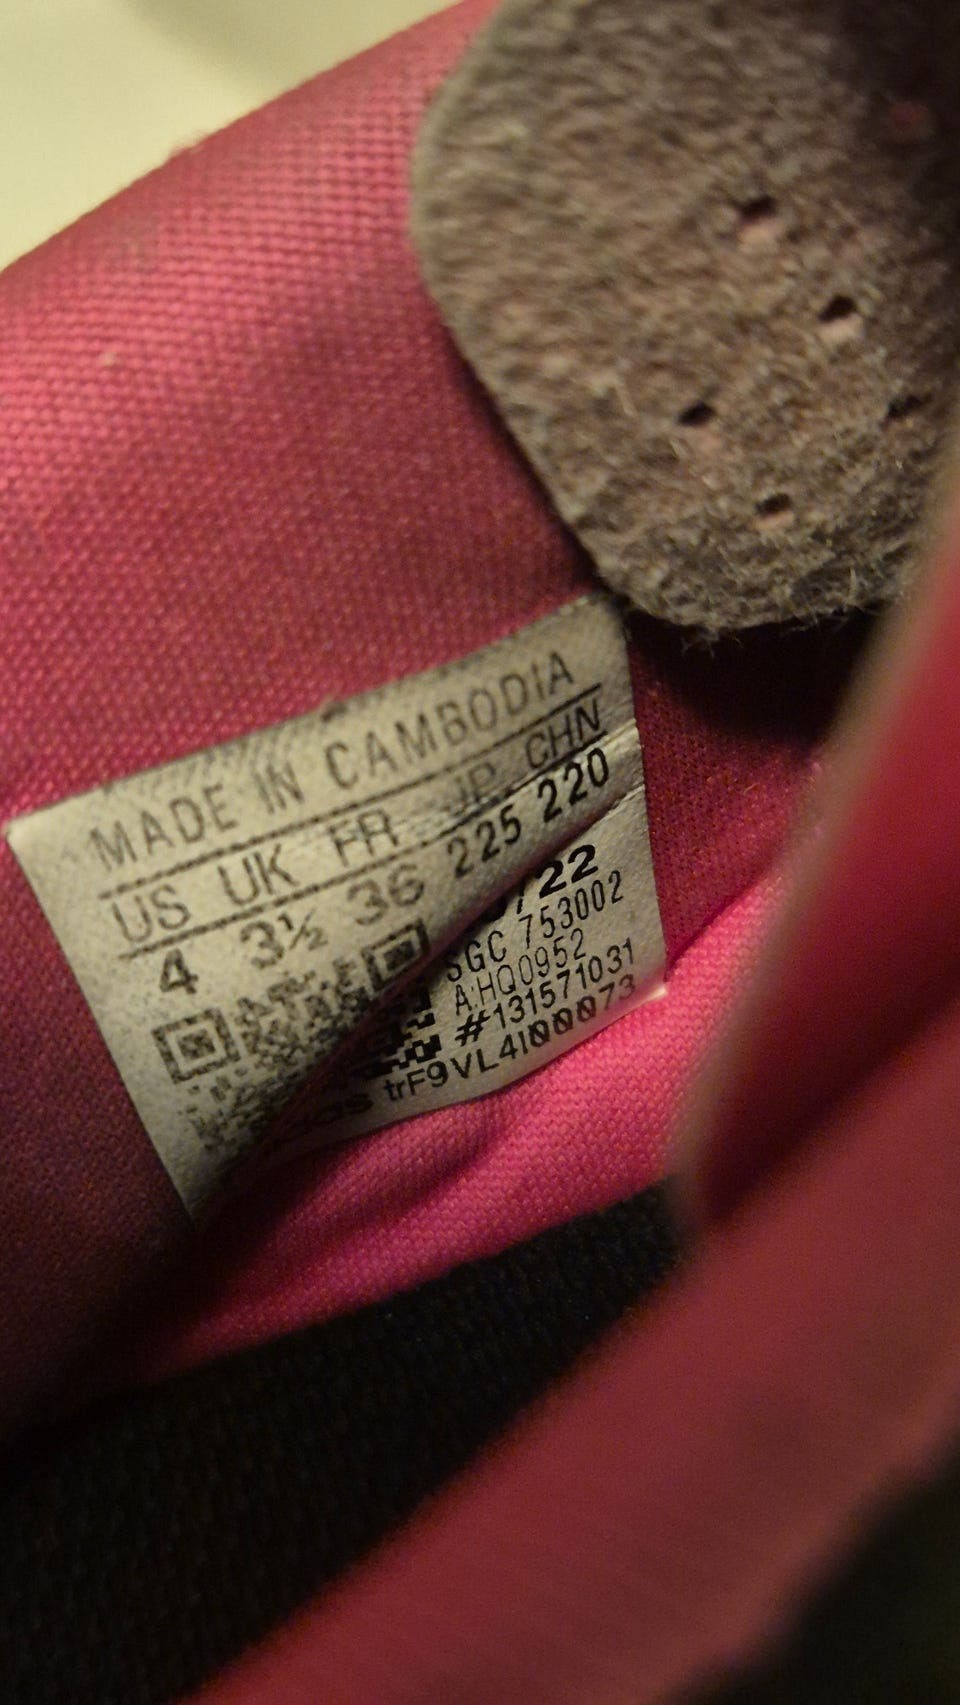 MADE IN CAMBODIA
US UK FR JP CHN
4 3½ 36 225 220
/22
SGC 753002
A:HQ0952
#131571031
trF9VL4I00073